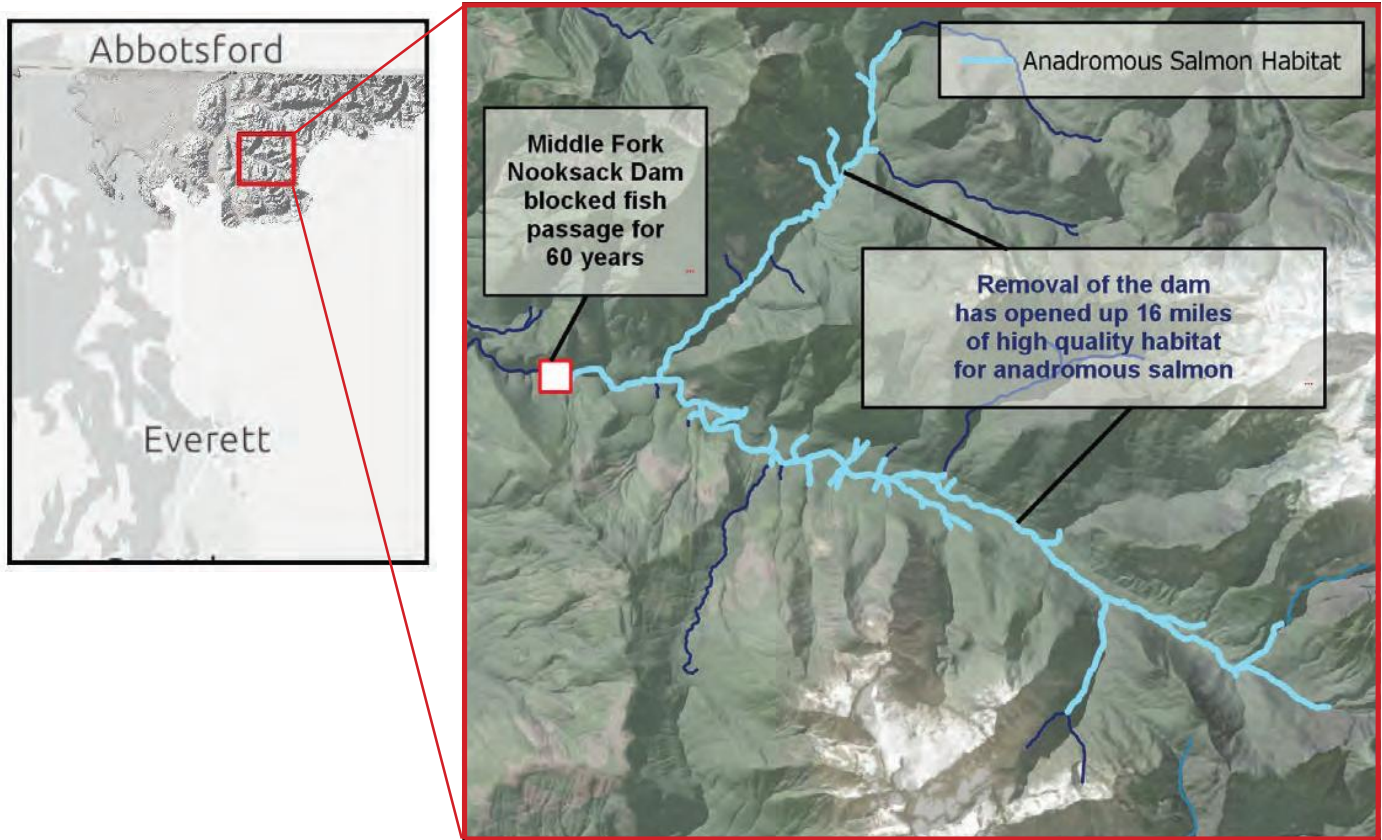 Abbotsford
Everett
Anadromous Salmon Habitat
Middle Fork
Nooksack Dam
blocked fish
passage for
60 years
Removal of the dam
has opened up 16 miles
of high quality habitat
for anadromous salmon